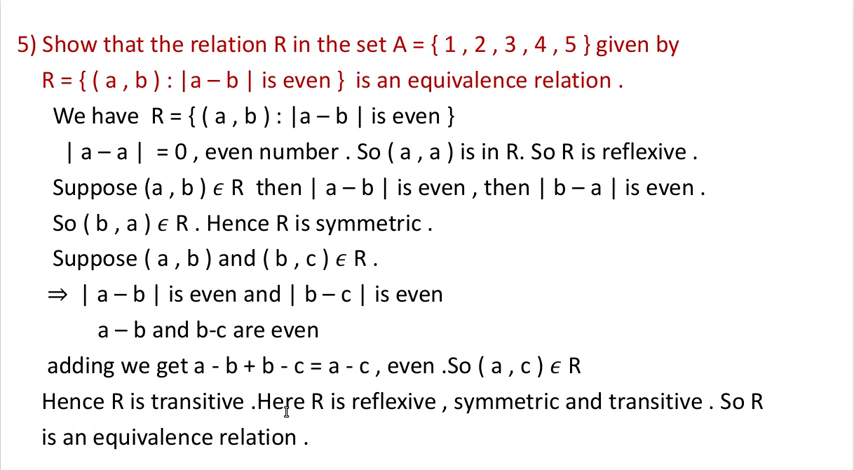 5) Show that the relation R in the set A = { 1 , 2 , 3 , 4 , 5 } given by
R = { ( a , b ) : |a – b | is even } is an equivalence relation .
We have R = { ( a , b ) : |a – b | is even }
| a – a | = 0 , even number . So ( a , a ) is in R. So R is reflexive .
Suppose (a , b ) ϵ R then | a – b | is even , then | b – a | is even .
So ( b , a ) ϵ R . Hence R is symmetric .
Suppose ( a , b ) and ( b , c ) ϵ R .
⇒ | a – b | is even and | b – c | is even
a – b and b-c are even
adding we get a - b + b - c = a - c , even .So ( a , c ) ϵ R
Hence R is transitive .Here R is reflexive , symmetric and transitive . So R
is an equivalence relation .